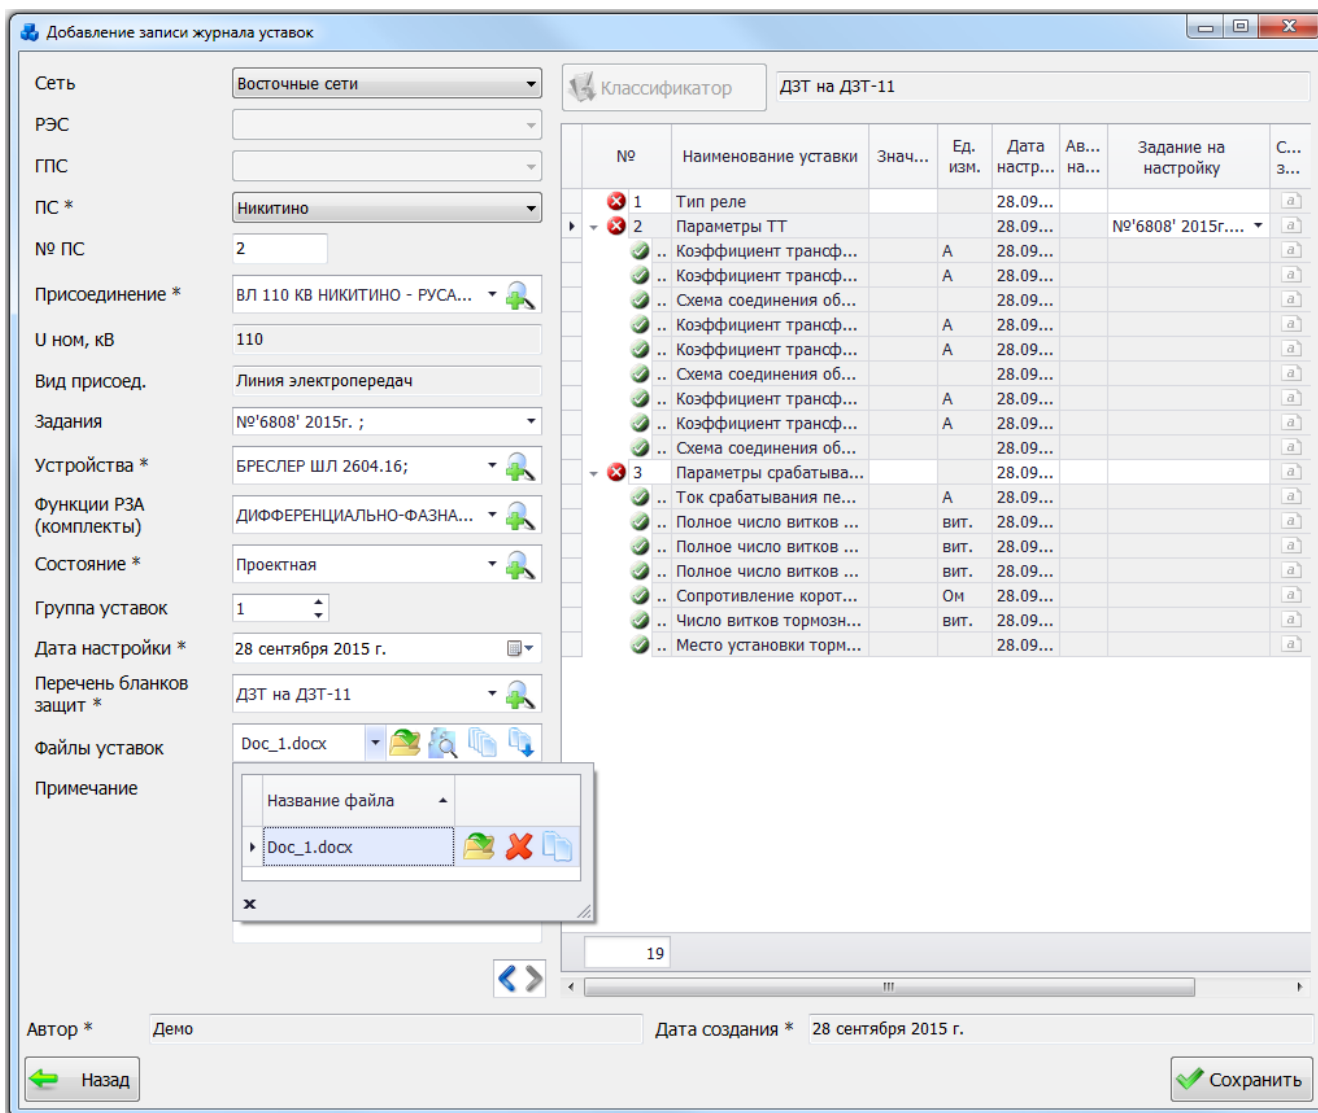 Добавление записи журнала уставок
Сеть
Восточные сети
РЭС
ГПС
ПС *
Никитино
№ ПС
2
Присоединение *
ВЛ 110 КВ НИКИТИНО - РУСА...
U ном, кВ
110
Вид присоед.
Линия электропередач
Задания
№'6808' 2015г. ;
Устройства *
БРЕСЛЕР ШЛ 2604.16;
Функции РЗА
(комплекты)
ДИФФЕРЕНЦИАЛЬНО-ФАЗНА...
Состояние *
Проектная
Группа уставок
1
Дата настройки *
28 сентября 2015 г.
Перечень бланков
защит *
ДЗТ на ДЗТ-11
Файлы уставок
Doc_1.docx
Примечание
Название файла
Doc_1.docx
x
Классификатор
ДЗТ на ДЗТ-11
№ Наименование уставки Знач... Ед. изм. Дата настр... Ав... на... Задание на настройку С... з...
1 Тип реле 28.09... a
2 Параметры ТТ 28.09... №'6808' 2015г.... a
.. Коэффициент трансф... А 28.09... a
.. Коэффициент трансф... А 28.09... a
.. Схема соединения об... 28.09... a
.. Коэффициент трансф... А 28.09... a
.. Коэффициент трансф... А 28.09... a
.. Схема соединения об... 28.09... a
.. Коэффициент трансф... А 28.09... a
.. Коэффициент трансф... А 28.09... a
.. Схема соединения об... 28.09... a
3 Параметры срабатыва... 28.09... a
.. Ток срабатывания пе... А 28.09... a
.. Полное число витков ... вит. 28.09... a
.. Полное число витков ... вит. 28.09... a
.. Полное число витков ... вит. 28.09... a
.. Сопротивление корот... Ом 28.09... a
.. Число витков тормозн... вит. 28.09... a
.. Место установки торм... 28.09... a
19
Автор *
Демо
Дата создания *
28 сентября 2015 г.
Назад
Сохранить